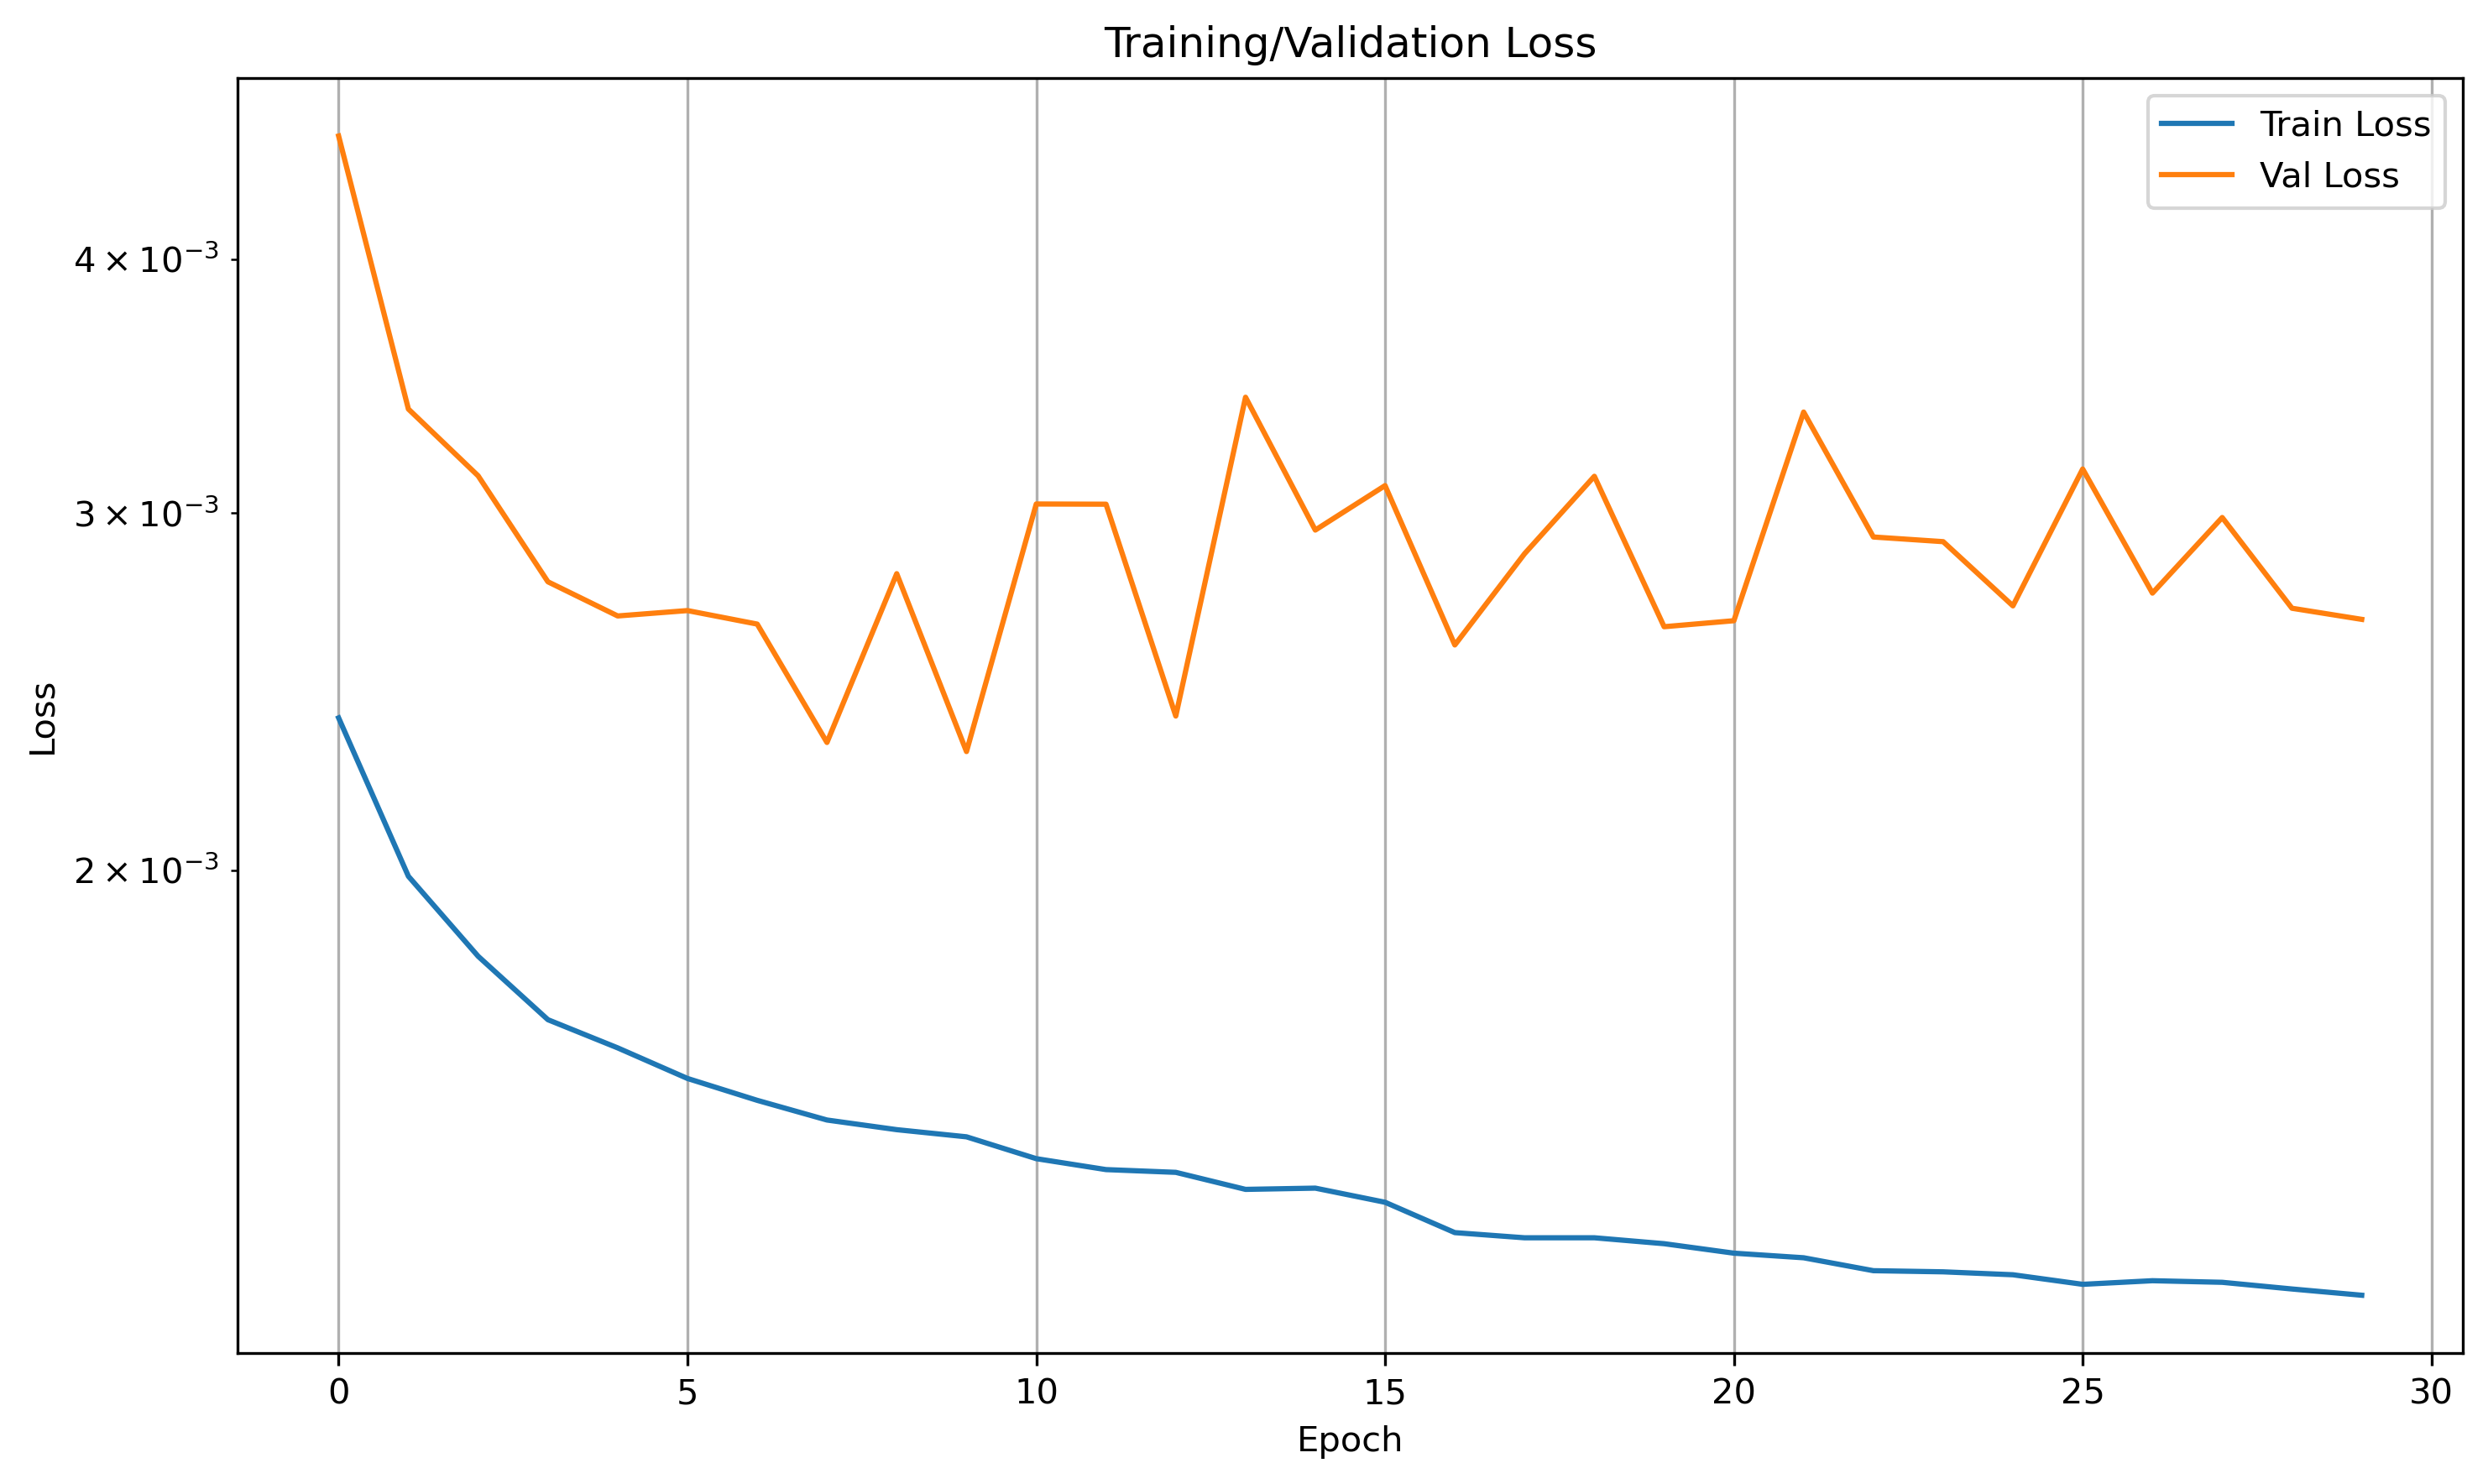 Training/Validation Loss
Train Loss
Val Loss
4 × 10⁻³
3 × 10⁻³
2 × 10⁻³
Loss
0 5 10 15 20 25 30
Epoch